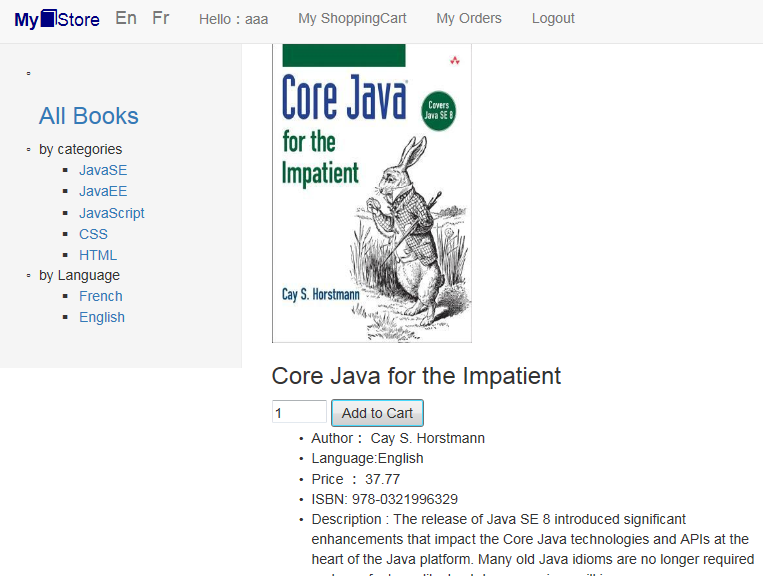 My Store En Fr Hello : aaa My ShoppingCart My Orders Logout
All Books
by categories
JavaSE
JavaEE
JavaScript
CSS
HTML
by Language
French
English
Core Java
Covers
Java SE 8
for the
Impatient
Cay S. Horstmann
Core Java for the Impatient
1 Add to Cart
Author : Cay S. Horstmann
Language:English
Price : 37.77
ISBN: 978-0321996329
Description : The release of Java SE 8 introduced significant
enhancements that impact the Core Java technologies and APIs at the
heart of the Java platform. Many old Java idioms are no longer required